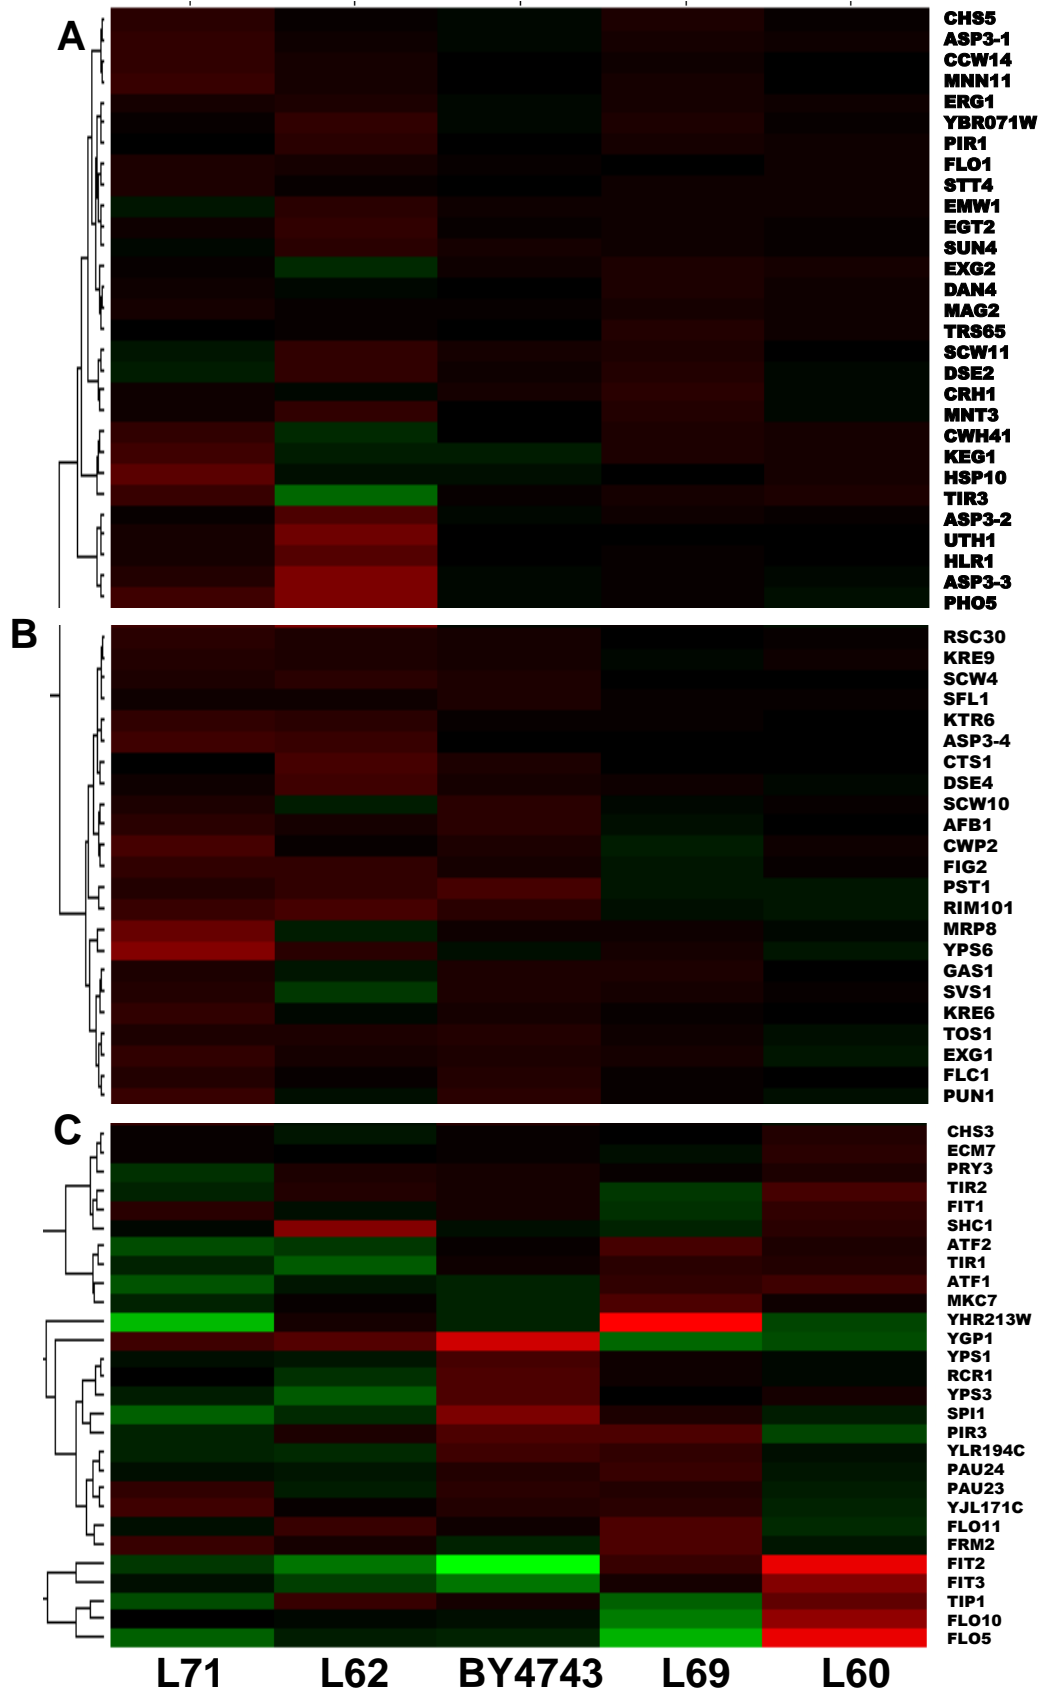 A
CHS5
ASP3-1
CCW14
MNN11
ERG1
YBR071W
PIR1
FLO1
STT4
EMW1
EGT2
SUN4
EXG2
DAN4
MAG2
TRS65
SCW11
DSE2
CRH1
MNT3
CWH41
KEG1
HSP10
TIR3
ASP3-2
UTH1
HLR1
ASP3-3
PHO5
B
RSC30
KRE9
SCW4
SFL1
KTR6
ASP3-4
CTS1
DSE4
SCW10
AFB1
CWP2
FIG2
PST1
RIM101
MRP8
YPS6
GAS1
SVS1
KRE6
TOS1
EXG1
FLC1
PUN1
C
CHS3
ECM7
PRY3
TIR2
FIT1
SHC1
ATF2
TIR1
ATF1
MKC7
YHR213W
YGP1
YPS1
RCR1
YPS3
SPI1
PIR3
YLR194C
PAU24
PAU23
YJL171C
FLO11
FRM2
FIT2
FIT3
TIP1
FLO10
FLO5
L71 L62 BY4743 L69 L60